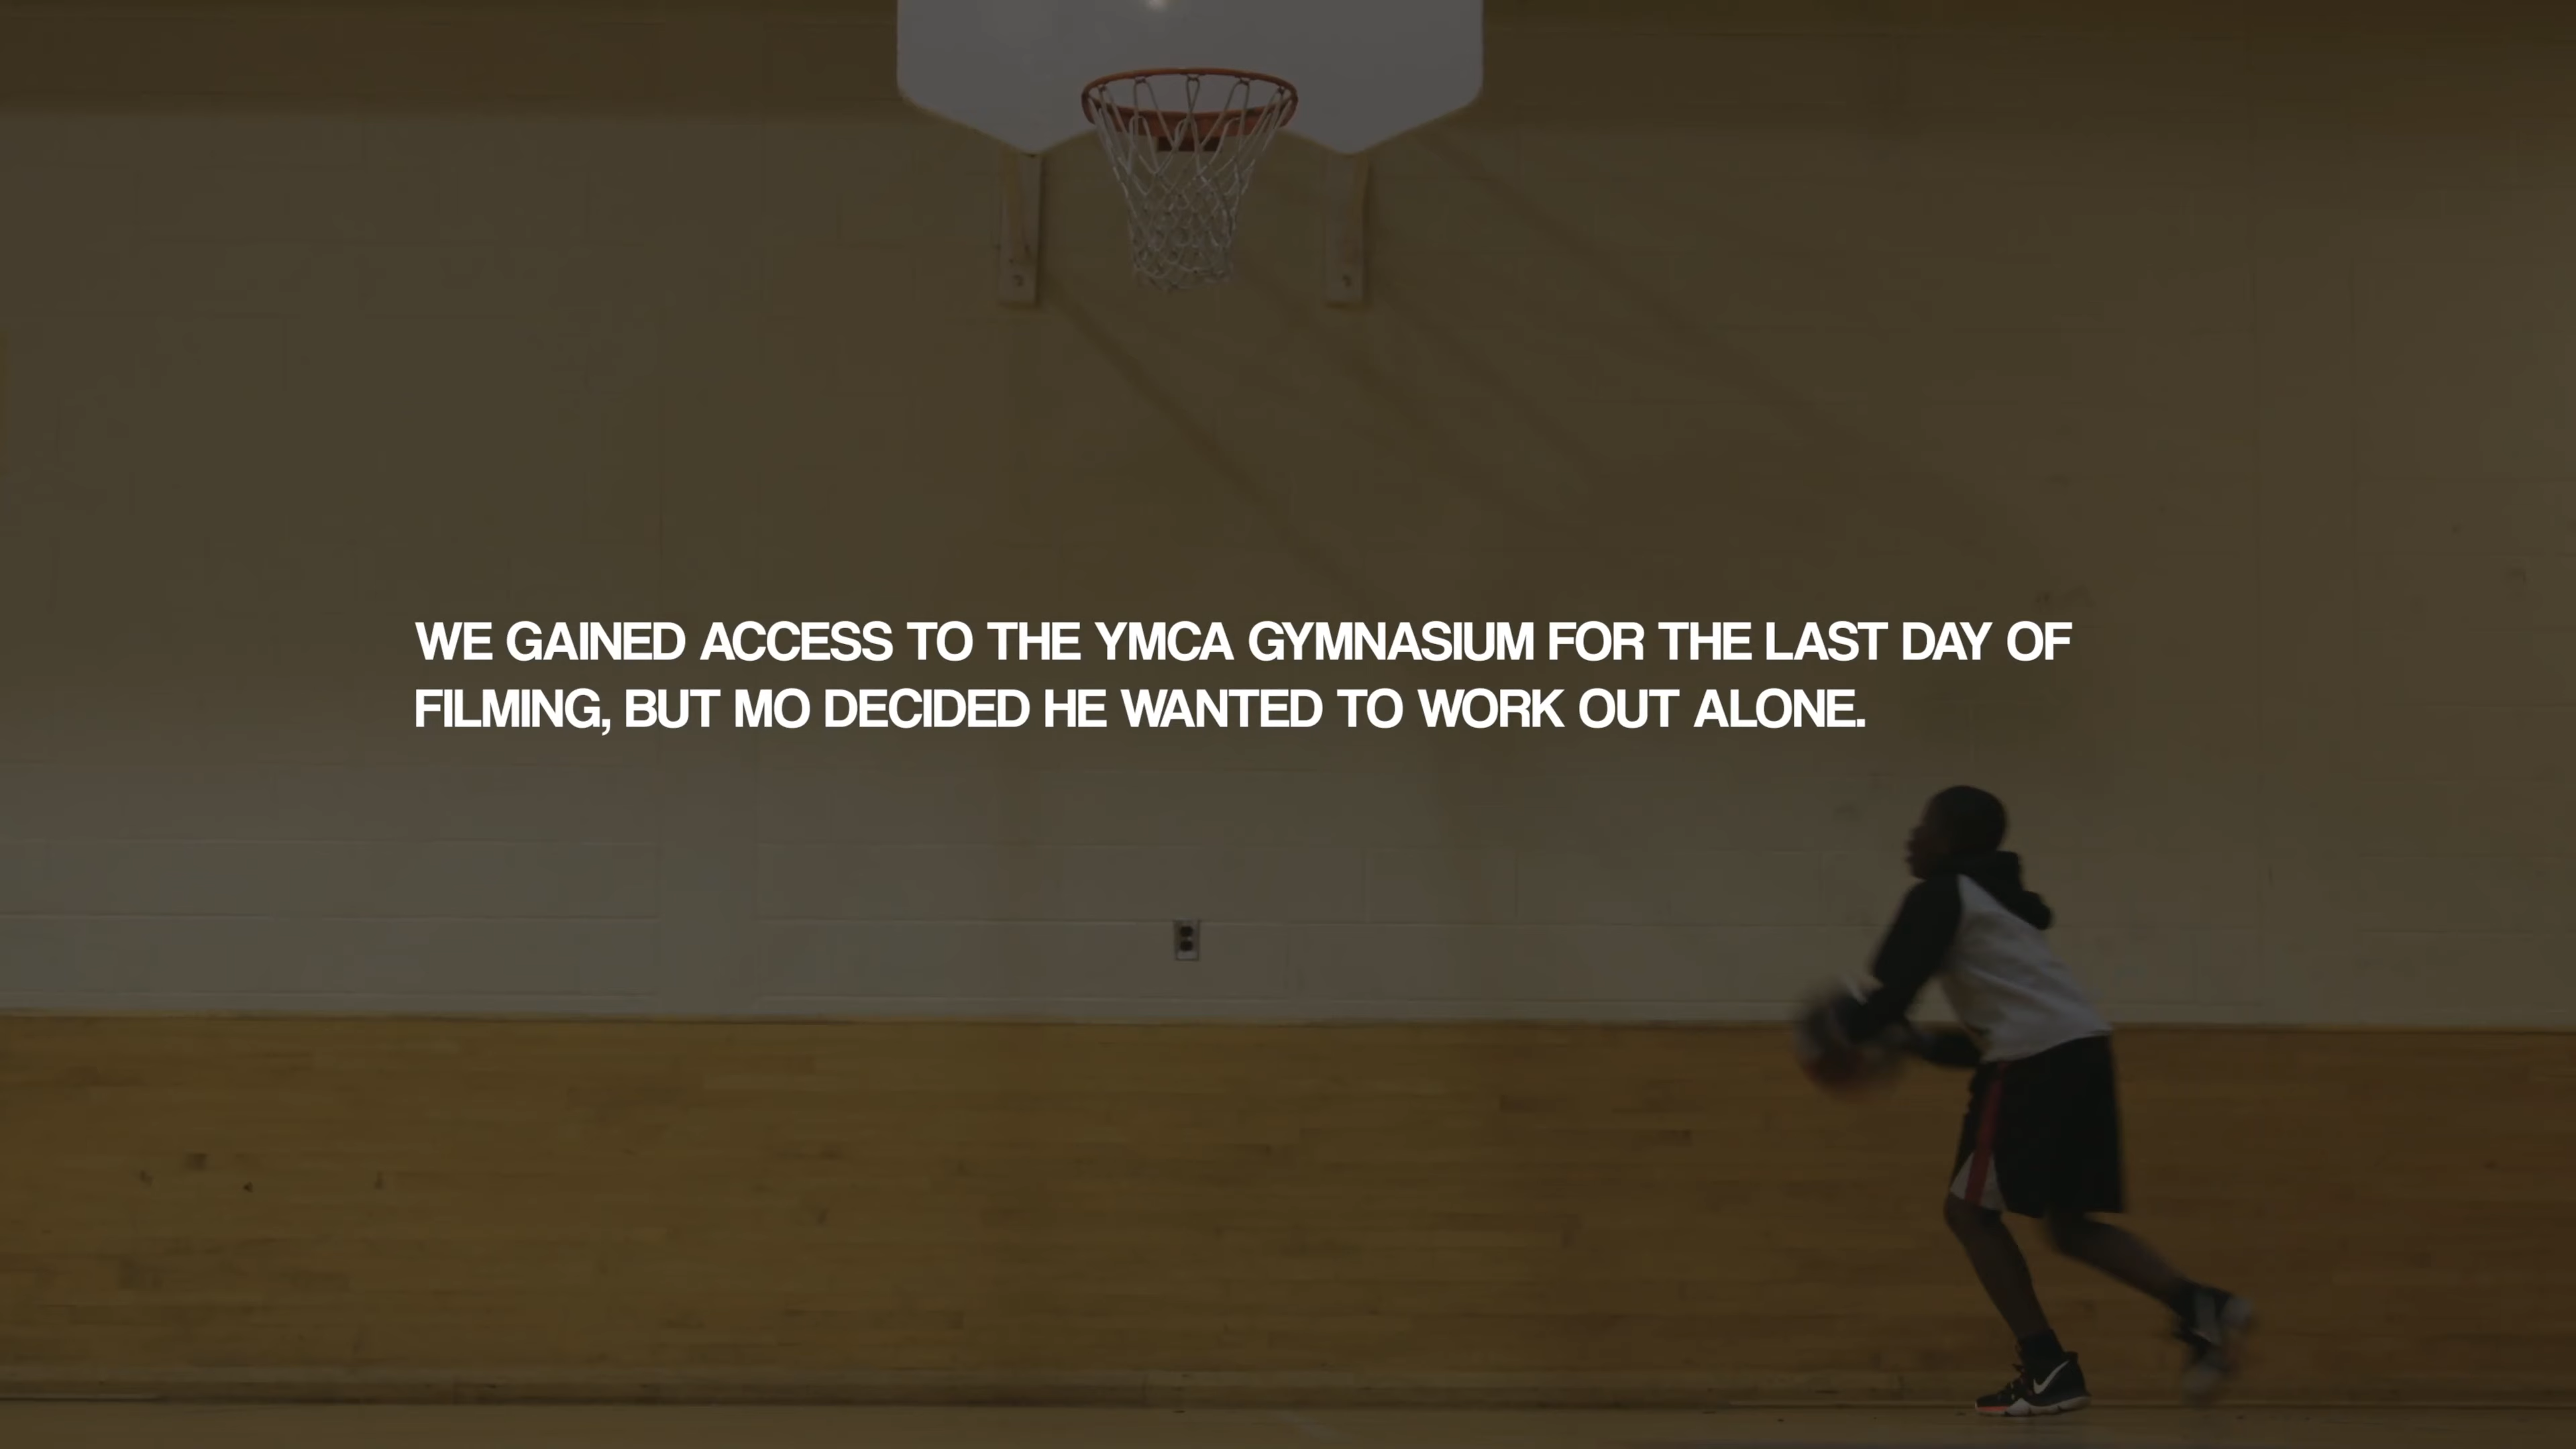 WE GAINED ACCESS TO THE YMCA GYMNASIUM FOR THE LAST DAY OF
FILMING, BUT MO DECIDED HE WANTED TO WORK OUT ALONE.